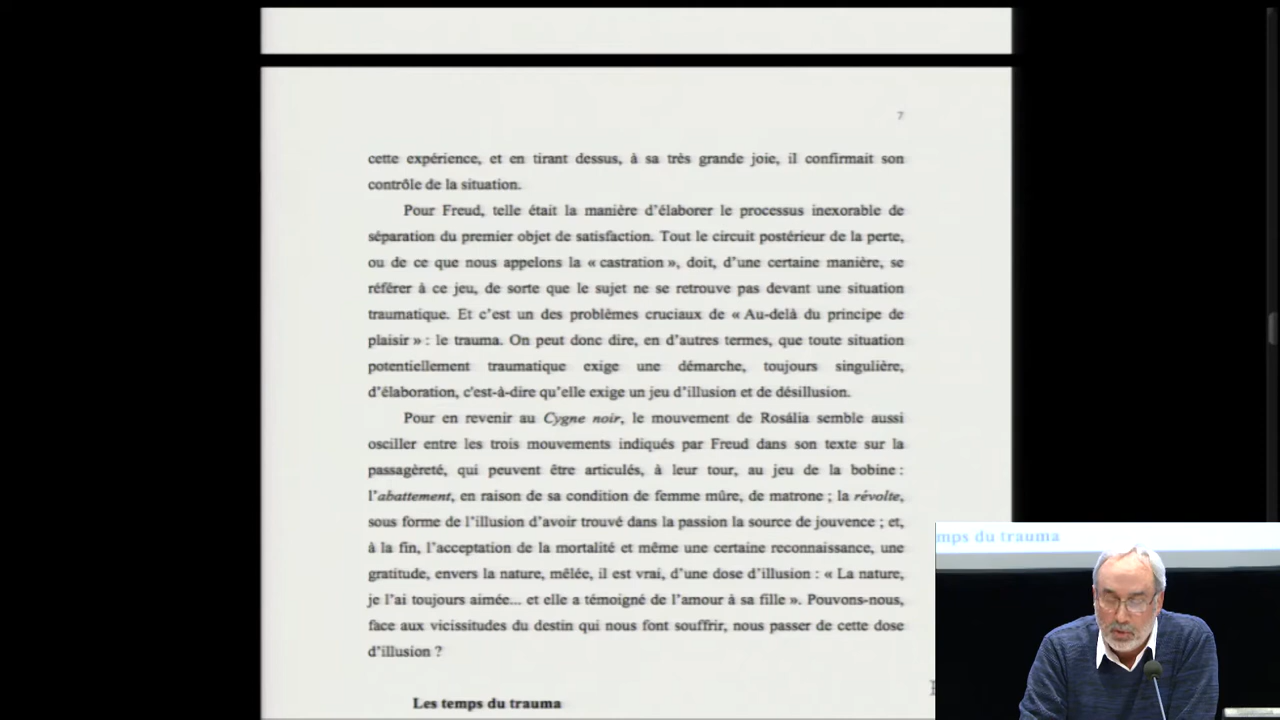 7
cette expérience, et en tirant dessus, à sa très grande joie, il confirmait son
contrôle de la situation.
Pour Freud, telle était la manière d’élaborer le processus inexorable de
séparation du premier objet de satisfaction. Tout le circuit postérieur de la perte,
ou de ce que nous appelons la « castration », doit, d’une certaine manière, se
référer à ce jeu, de sorte que le sujet ne se retrouve pas devant une situation
traumatique. Et c’est un des problèmes cruciaux de « Au-delà du principe de
plaisir » : le trauma. On peut donc dire, en d’autres termes, que toute situation
potentiellement traumatique exige une démarche, toujours singulière,
d’élaboration, c'est-à-dire qu’elle exige un jeu d’illusion et de désillusion.
Pour en revenir au Cygne noir, le mouvement de Rosália semble aussi
osciller entre les trois mouvements indiqués par Freud dans son texte sur la
passagèreté, qui peuvent être articulés, à leur tour, au jeu de la bobine :
l’abattement, en raison de sa condition de femme mûre, de matrone ; la révolte,
sous forme de l’illusion d’avoir trouvé dans la passion la source de jouvence ; et,
à la fin, l’acceptation de la mortalité et même une certaine reconnaissance, une
gratitude, envers la nature, mêlée, il est vrai, d’une dose d’illusion : « La nature,
je l’ai toujours aimée... et elle a témoigné de l’amour à sa fille ». Pouvons-nous,
face aux vicissitudes du destin qui nous font souffrir, nous passer de cette dose
d’illusion ?
Les temps du trauma
mps du trauma